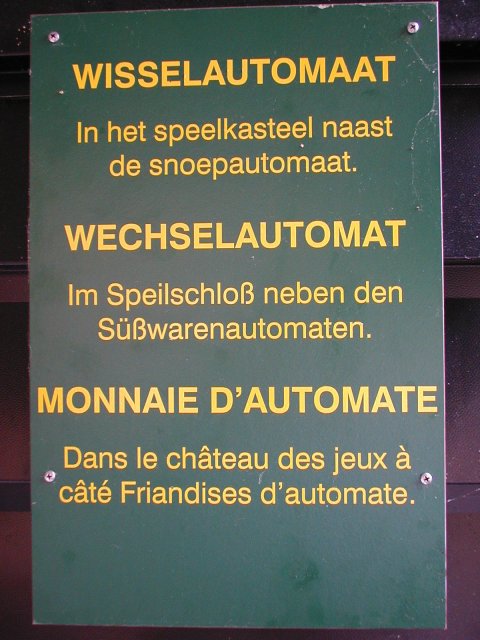 WISSELAUTOMAAT
In het speelkasteel naast
de snoepautomaat.
WECHSELAUTOMAT
Im Speilschloß neben den
Süßwarenautomaten.
MONNAIE D'AUTOMATE
Dans le château des jeux à
câté Friandises d'automate.